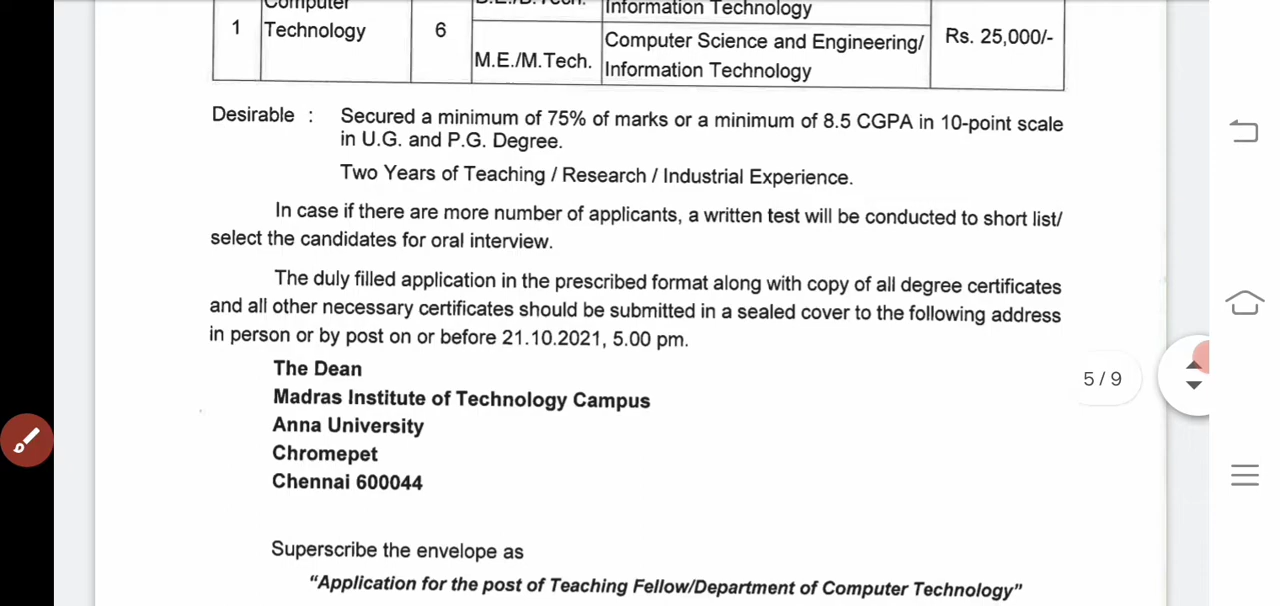 Computer
B.E./B.Tech.
Information Technology
1
Technology
6
Rs. 25,000/-
M.E./M.Tech.
Computer Science and Engineering/
Information Technology
Desirable : Secured a minimum of 75% of marks or a minimum of 8.5 CGPA in 10-point scale
in U.G. and P.G. Degree.
Two Years of Teaching / Research / Industrial Experience.
In case if there are more number of applicants, a written test will be conducted to short list/
select the candidates for oral interview.
The duly filled application in the prescribed format along with copy of all degree certificates
and all other necessary certificates should be submitted in a sealed cover to the following address
in person or by post on or before 21.10.2021, 5.00 pm.
The Dean
5 / 9
Madras Institute of Technology Campus
Anna University
Chromepet
Chennai 600044
Superscribe the envelope as
“Application for the post of Teaching Fellow/Department of Computer Technology”